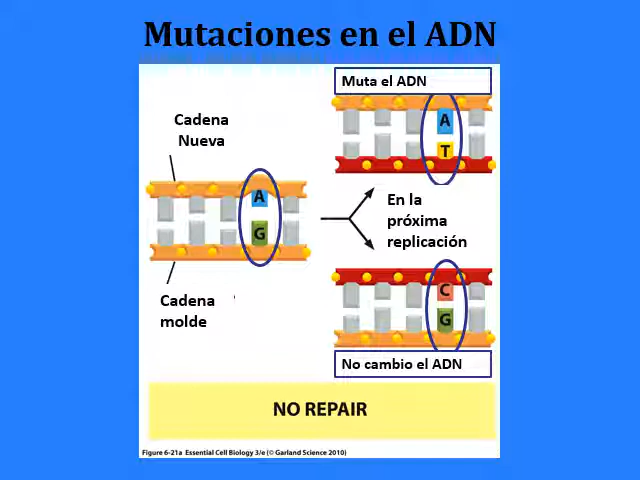 Mutaciones en el ADN
Muta el ADN
Cadena
Nueva
A
T
A
G
En la
próxima
replicación
Cadena
molde
C
G
No cambio el ADN
NO REPAIR
Figure 6-21a Essential Cell Biology 3/e (© Garland Science 2010)